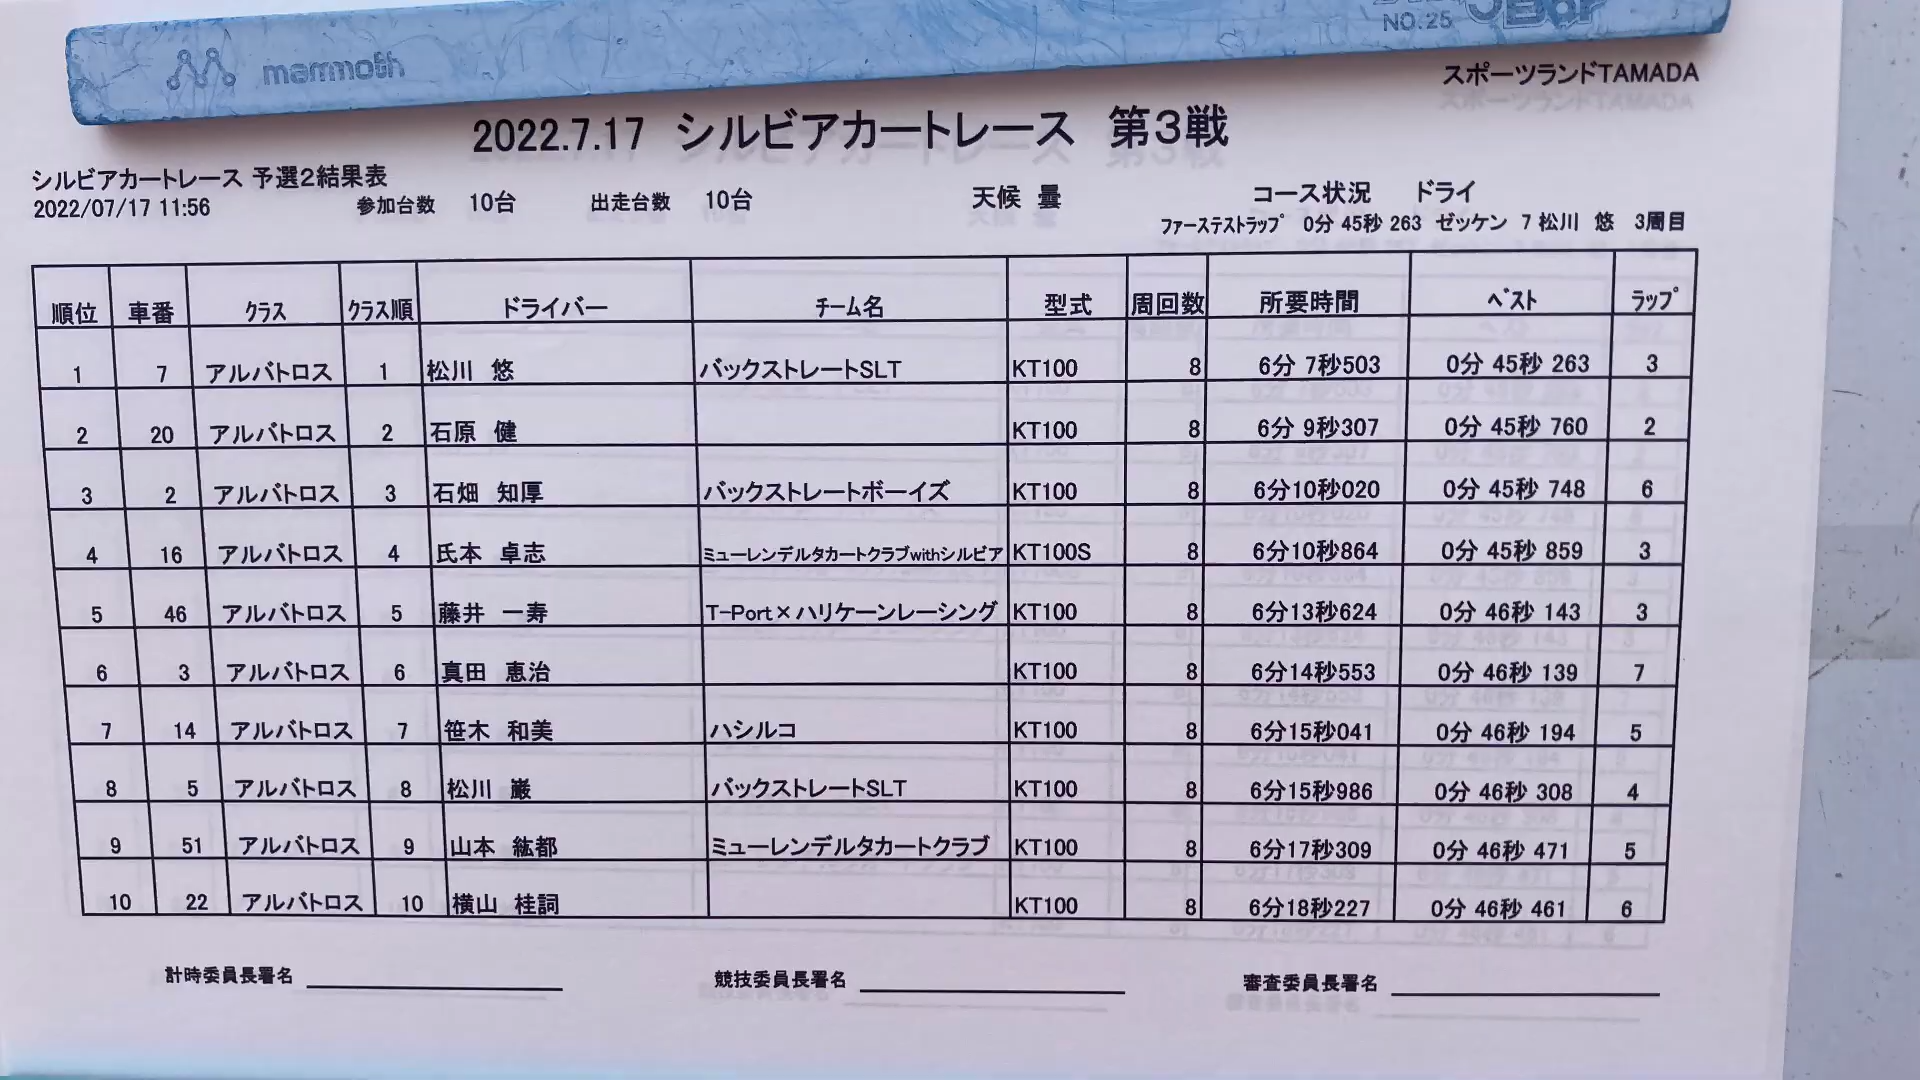 mammoth
NO.25
スポーツランドTAMADA
2022.7.17 シルビアカートレース 第3戦
シルビアカートレース 予選2結果表
2022/07/17 11:56 参加台数 10台 出走台数 10台 天候 曇 コース状況 ドライ
ファーステストラップ 0分 45秒 263 ゼッケン 7 松川 悠 3周目
順位 車番 クラス クラス順 ドライバー チーム名 型式 周回数 所要時間 ベスト ラップ
1 7 アルバトロス 1 松川 悠 バックストレートSLT KT100 8 6分 7秒503 0分 45秒 263 3
2 20 アルバトロス 2 石原 健 KT100 8 6分 9秒307 0分 45秒 760 2
3 2 アルバトロス 3 石畑 知厚 バックストレートボーイズ KT100 8 6分10秒020 0分 45秒 748 6
4 16 アルバトロス 4 氏本 卓志 ミューレンデルタカートクラブwithシルビア KT100S 8 6分10秒864 0分 45秒 859 3
5 46 アルバトロス 5 藤井 一寿 T-Port×ハリケーンレーシング KT100 8 6分13秒624 0分 46秒 143 3
6 3 アルバトロス 6 真田 恵治 KT100 8 6分14秒553 0分 46秒 139 7
7 14 アルバトロス 7 笹木 和美 ハシルコ KT100 8 6分15秒041 0分 46秒 194 5
8 5 アルバトロス 8 松川 巌 バックストレートSLT KT100 8 6分15秒986 0分 46秒 308 4
9 51 アルバトロス 9 山本 紘都 ミューレンデルタカートクラブ KT100 8 6分17秒309 0分 46秒 471 5
10 22 アルバトロス 10 横山 桂詞 KT100 8 6分18秒227 0分 46秒 461 6
計時委員長署名 競技委員長署名 審査委員長署名